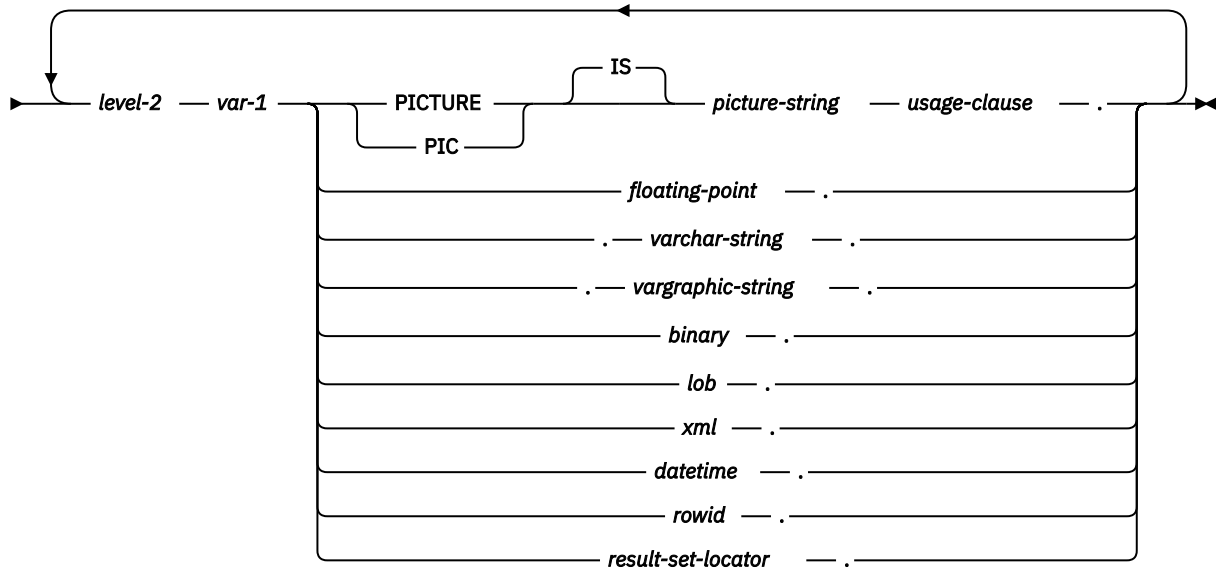 IS
level-2 var-1 PICTURE picture-string usage-clause .
PIC
floating-point .
. varchar-string .
. vargraphic-string .
binary .
lob .
xml .
datetime .
rowid .
result-set-locator .